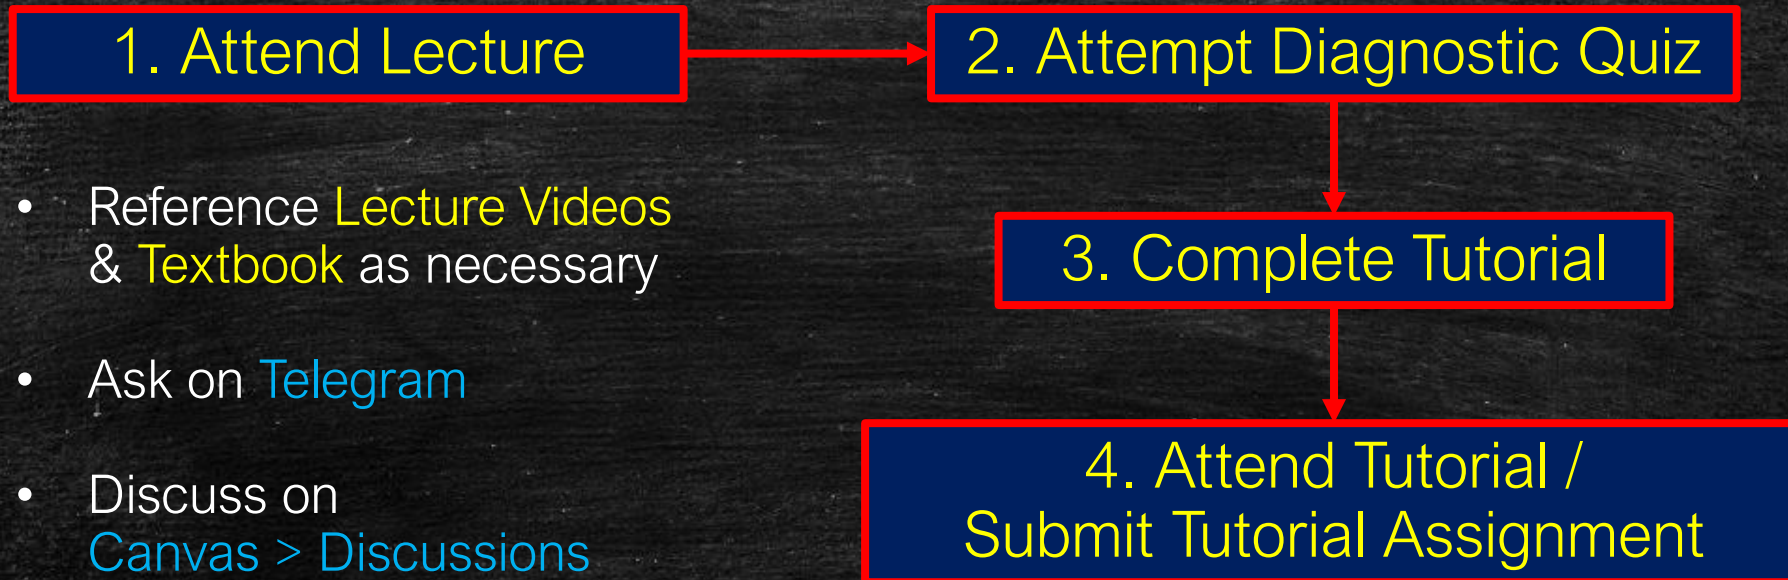 1. Attend Lecture
2. Attempt Diagnostic Quiz
• Reference Lecture Videos
& Textbook as necessary
• Ask on Telegram
• Discuss on
Canvas > Discussions
3. Complete Tutorial
4. Attend Tutorial /
Submit Tutorial Assignment